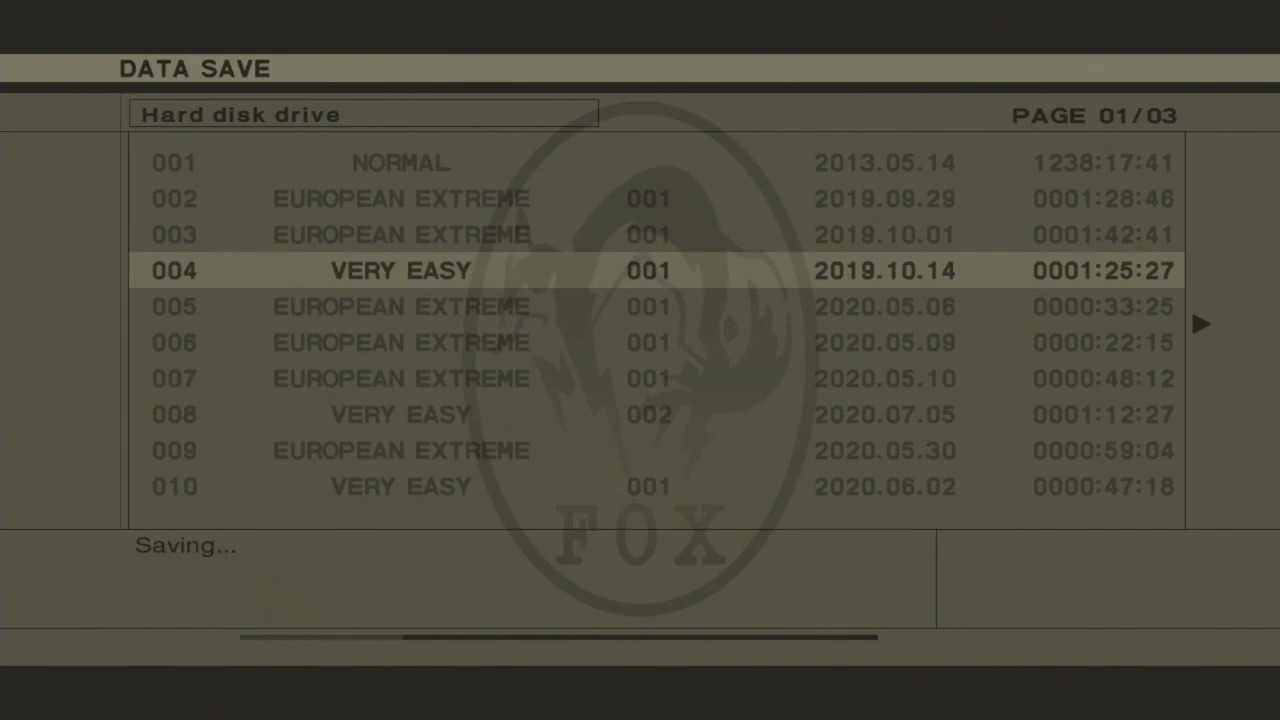 DATA SAVE
Hard disk drive PAGE 01/03
001 NORMAL 2013.05.14 1238:17:41
002 EUROPEAN EXTREME 001 2019.09.29 0001:28:46
003 EUROPEAN EXTREME 001 2019.10.01 0001:42:41
004 VERY EASY 001 2019.10.14 0001:25:27
005 EUROPEAN EXTREME 001 2020.05.06 0000:33:25
006 EUROPEAN EXTREME 001 2020.05.09 0000:22:15
007 EUROPEAN EXTREME 001 2020.05.10 0000:48:12
008 VERY EASY 002 2020.07.05 0001:12:27
009 EUROPEAN EXTREME 2020.05.30 0000:59:04
010 VERY EASY 001 2020.06.02 0000:47:18
FOX
Saving...